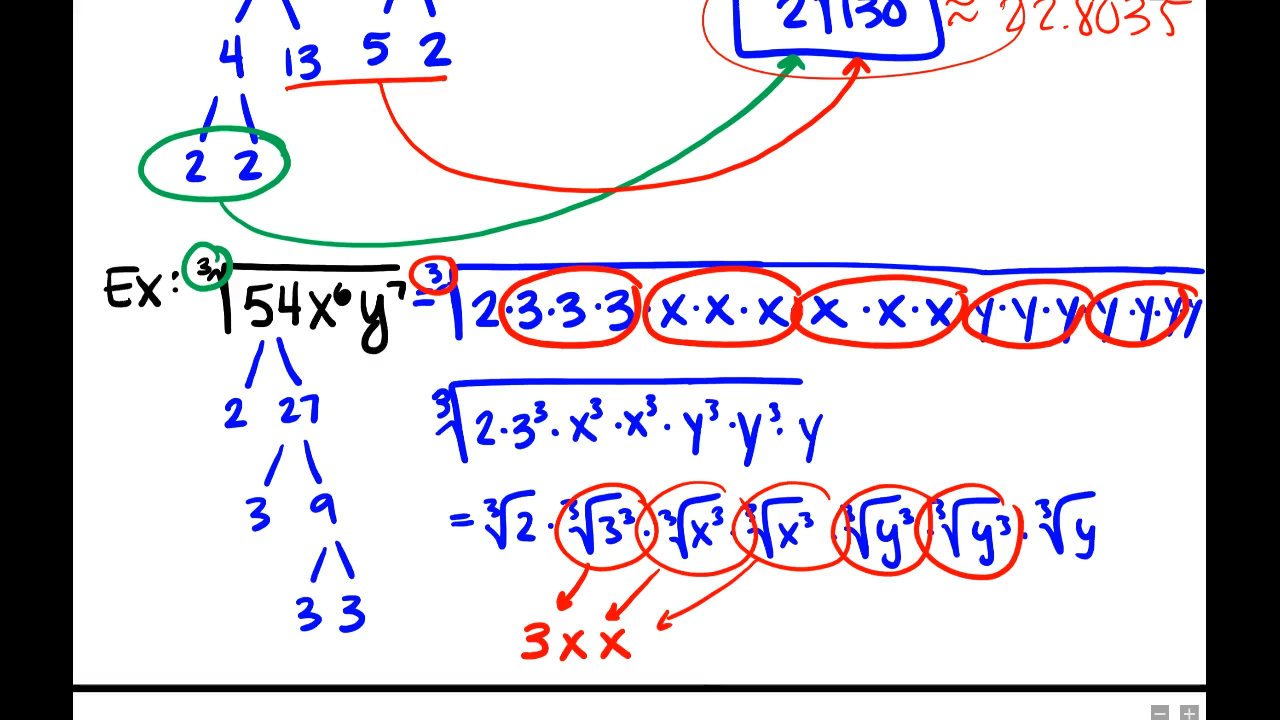 2√130 ≈ 22.8035
4 13 5 2
2 2
Ex: ∛54x⁶y⁷ = ∛2·3·3·3·x·x·x x·x·x y·y·y y·y·y y
2 27
∛2·3³·x³·x³·y³·y³·y
3 9
= ∛2·∛3³·∛x³·∛x³·∛y³·∛y³·∛y
3 3
3 x x